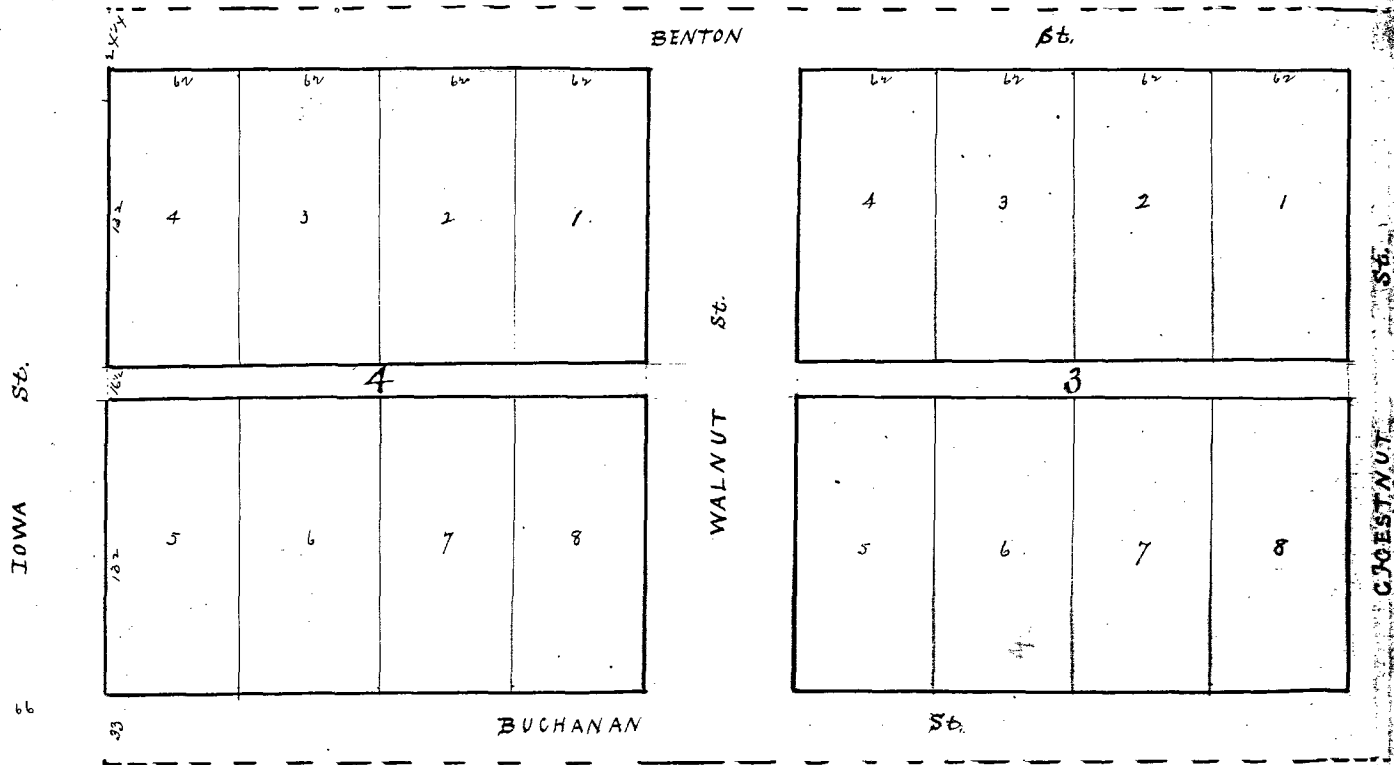 BENTON St.
62 62 62 62 62 62 62 62
132
4 3 2 1 4 3 2 1
St.
St.
St.
4 3
IOWA
WALNUT
CHESTNUT
132
5 6 7 8 5 6 7 8
66
33
BUCHANAN St.